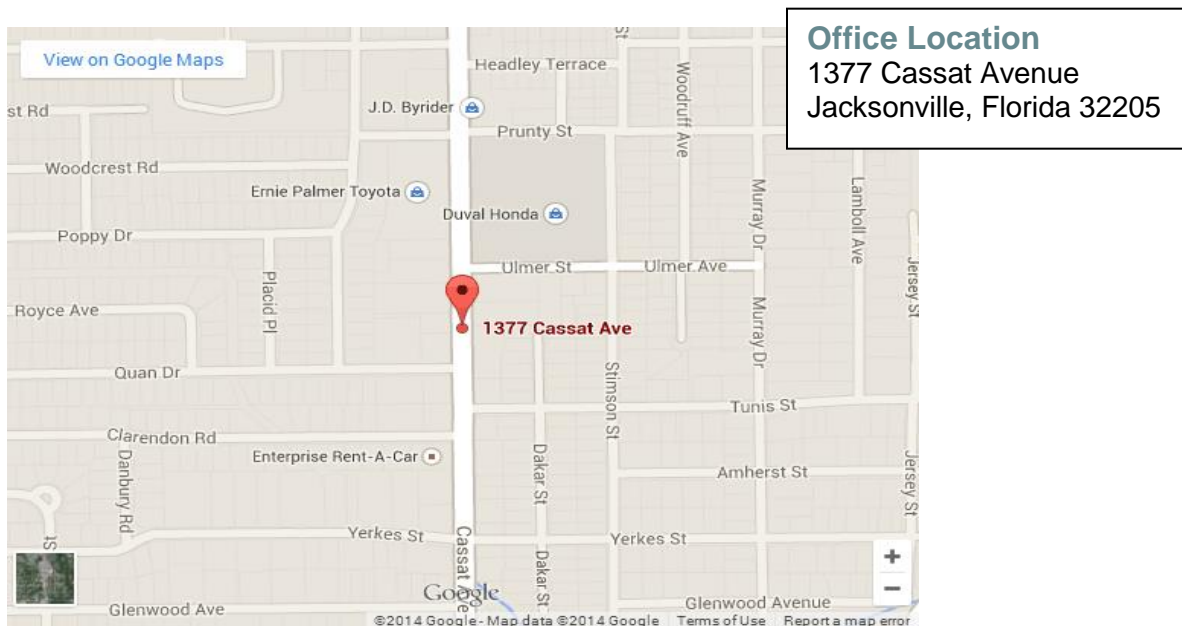 Office Location
1377 Cassat Avenue
Jacksonville, Florida 32205
View on Google Maps
St
Headley Terrace
Woodruff Ave
J.D. Byrider
st Rd
Prunty St
Woodcrest Rd
Ernie Palmer Toyota
Murray Dr
Lamboll Ave
Duval Honda
Poppy Dr
Ulmer St
Ulmer Ave
Jersey St
Placid Pl
Royce Ave
1377 Cassat Ave
Murray Dr
Quan Dr
Stimson St
Tunis St
Clarendon Rd
Danbury Rd
Enterprise Rent-A-Car
Dakar St
Amherst St
Jersey St
Yerkes St
Yerkes St
St
Cassat Ave
Dakar St
+
−
Google
Glenwood Ave
Glenwood Avenue
©2014 Google - Map data ©2014 Google Terms of Use Report a map error